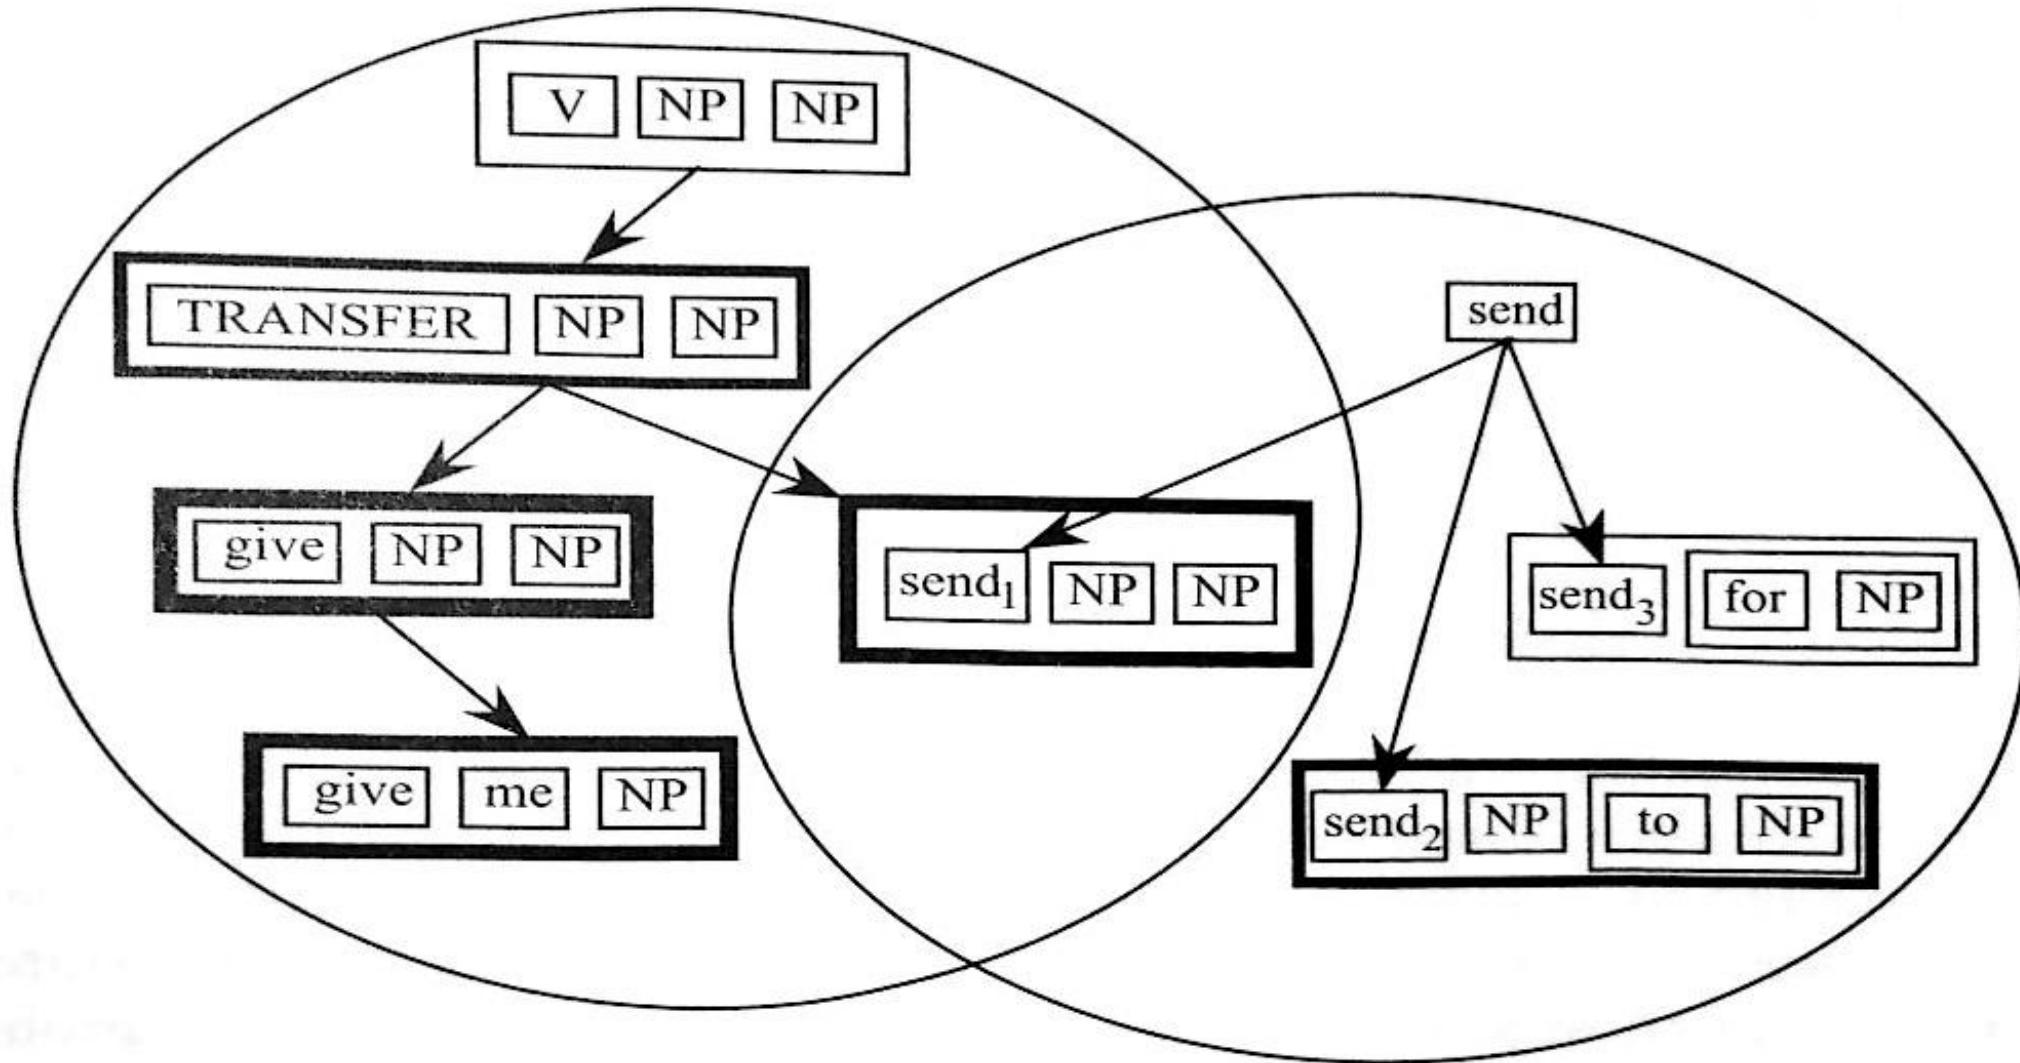 V NP NP
TRANSFER NP NP
send
give NP NP
send₁ NP NP
send₃ for NP
give me NP
send₂ NP to NP